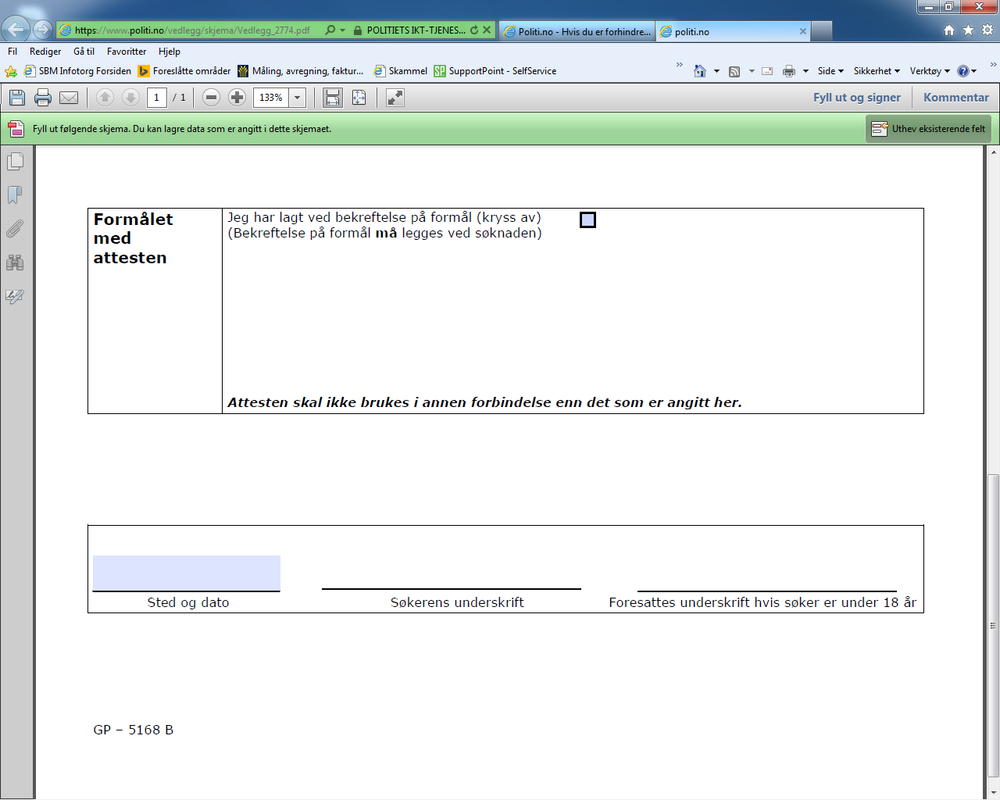 https://www.politi.no/vedlegg/skjema/Vedlegg_2774.pdf
POLITIETS IKT-TJENES...
Politi.no - Hvis du er forhindre...
politi.no
Fil Rediger Gå til Favoritter Hjelp
SBM Infotorg Forsiden Foreslåtte områder Måling, avregning, faktur... Skammel SupportPoint - SelfService
Side Sikkerhet Verktøy
1 / 1 133% Fyll ut og signer Kommentar
Fyll ut følgende skjema. Du kan lagre data som er angitt i dette skjemaet.
Uthev eksisterende felt
Formålet
med
attesten
Jeg har lagt ved bekreftelse på formål (kryss av)
(Bekreftelse på formål må legges ved søknaden)
Attesten skal ikke brukes i annen forbindelse enn det som er angitt her.
Sted og dato
Søkerens underskrift
Foresattes underskrift hvis søker er under 18 år
GP – 5168 B